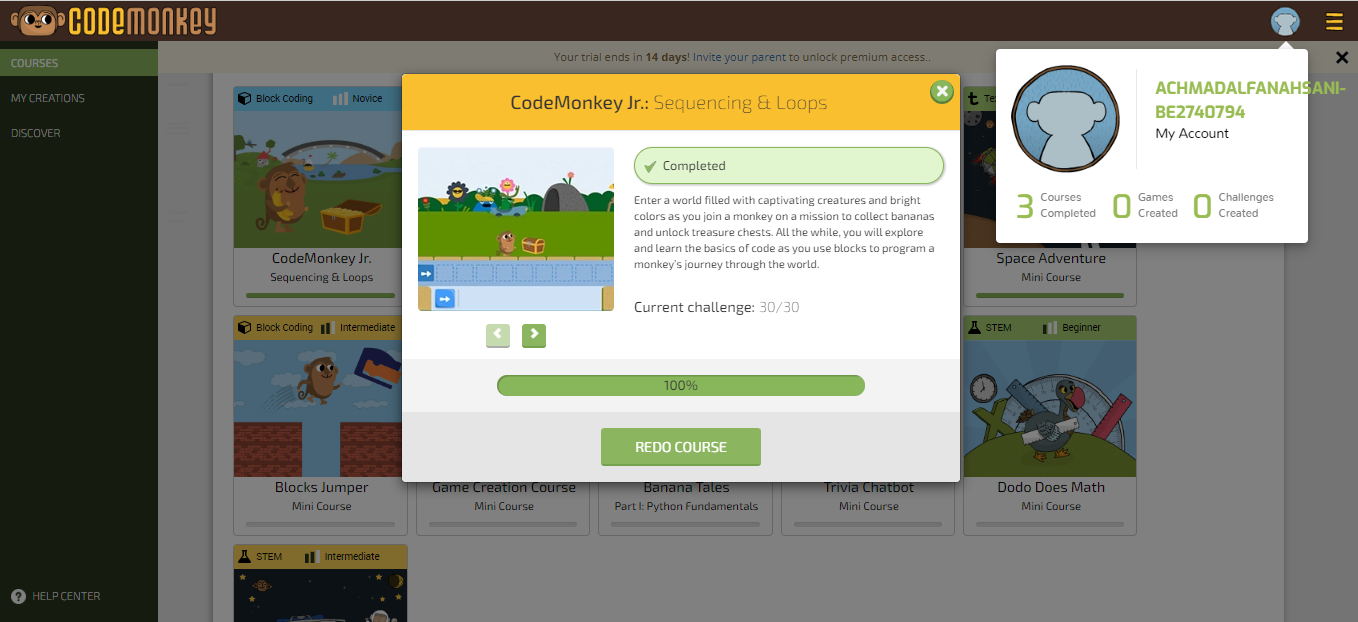 CODEMONKEY
COURSES
MY CREATIONS
DISCOVER
HELP CENTER
Your trial ends in 14 days! Invite your parent to unlock premium access..
ACHMADALFANAHSANI-
BE2740794
My Account
3 Courses Completed
0 Games Created
0 Challenges Created
CodeMonkey Jr.: Sequencing & Loops
Completed
Enter a world filled with captivating creatures and bright
colors as you join a monkey on a mission to collect bananas
and unlock treasure chests. All the while, you will explore
and learn the basics of code as you use blocks to program a
monkey's journey through the world.
Current challenge: 30/30
100%
REDO COURSE
Block Coding Novice
CodeMonkey Jr.
Sequencing & Loops
Space Adventure
Mini Course
Block Coding Intermediate
Blocks Jumper
Mini Course
Game Creation Course
Mini Course
Banana Tales
Part I: Python Fundamentals
Trivia Chatbot
Mini Course
STEM Beginner
Dodo Does Math
Mini Course
STEM Intermediate